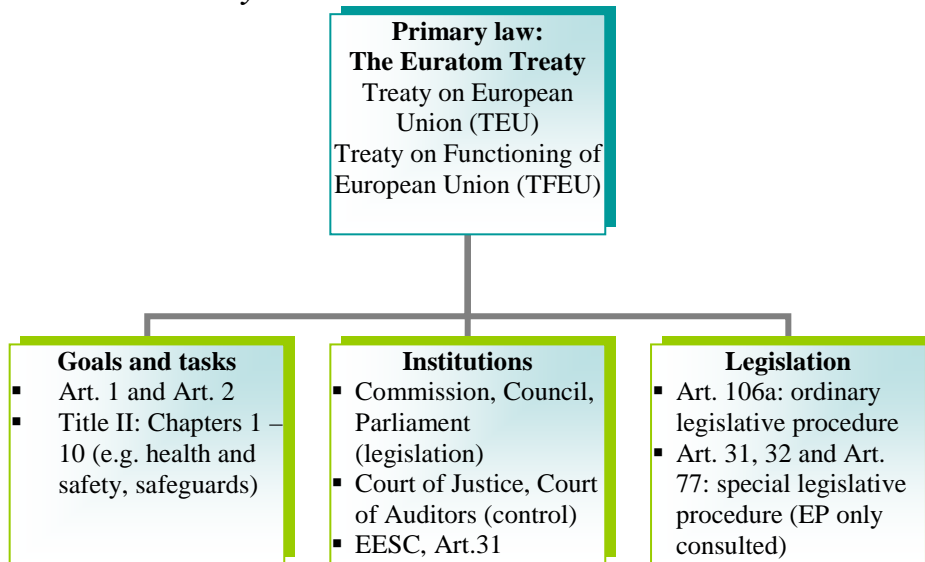 Primary law:
The Euratom Treaty
Treaty on European
Union (TEU)
Treaty on Functioning of
European Union (TFEU)
Goals and tasks
▪ Art. 1 and Art. 2
▪ Title II: Chapters 1 –
10 (e.g. health and
safety, safeguards)
Institutions
▪ Commission, Council,
Parliament
(legislation)
▪ Court of Justice, Court
of Auditors (control)
▪ EESC, Art.31
Legislation
▪ Art. 106a: ordinary
legislative procedure
▪ Art. 31, 32 and Art.
77: special legislative
procedure (EP only
consulted)